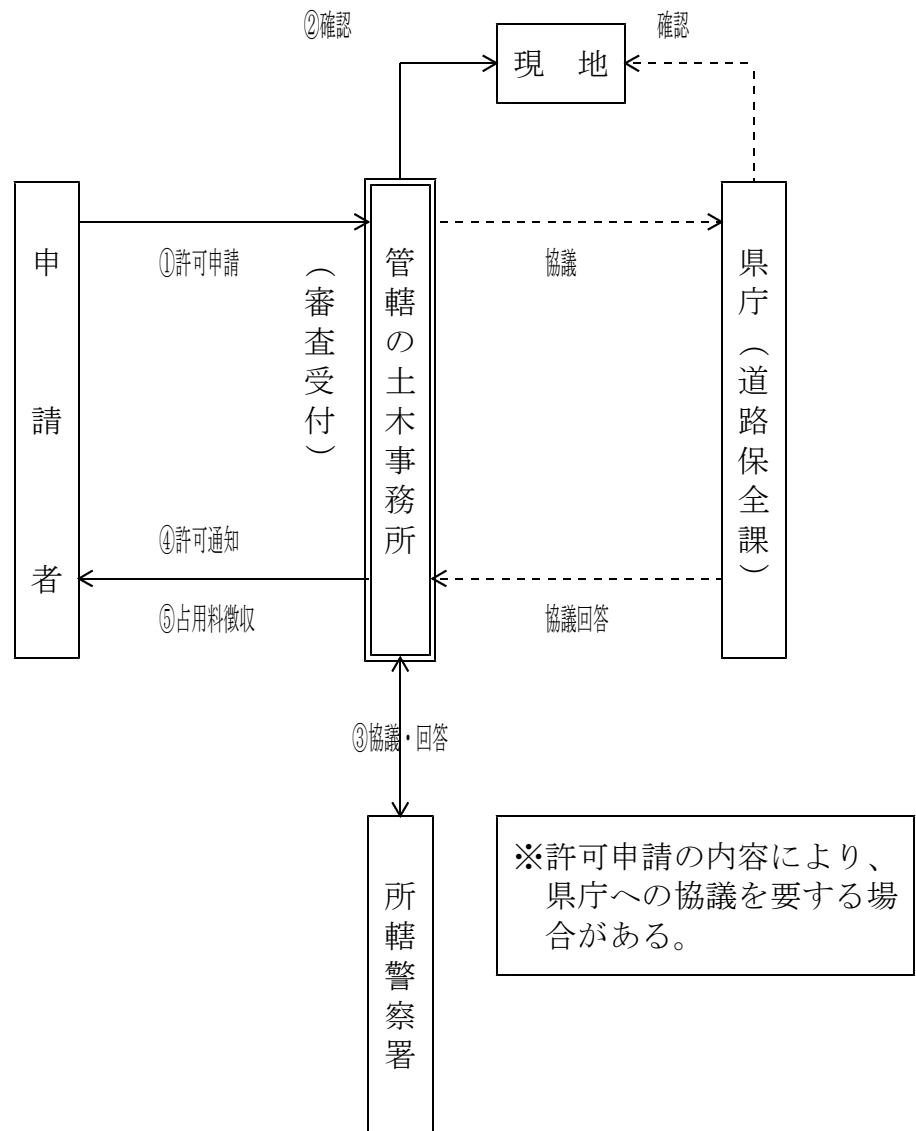 ②確認
確認
現 地
申請者
①許可申請
（審査受付）
管轄の土木事務所
協議
県庁（道路保全課）
④許可通知
⑤占用料徴収
協議回答
③協議・回答
所轄警察署
※許可申請の内容により、
県庁への協議を要する場
合がある。